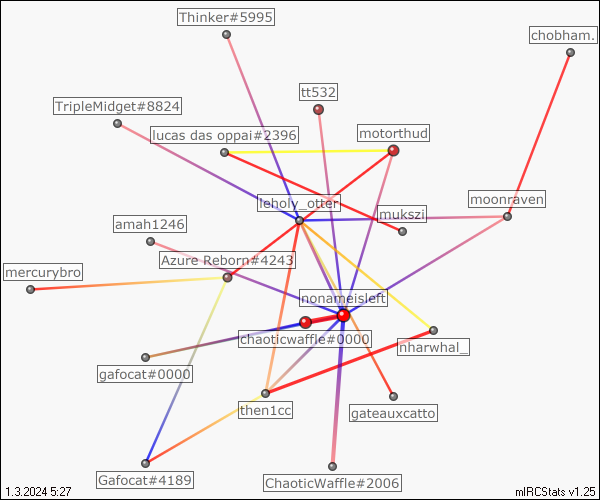 Thinker#5995
chobham.
tt532
TripleMidget#8824
lucas das oppai#2396
motorthud
leholy_otter
moonraven
mukszi
amah1246
Azure Reborn#4243
mercurybro
nonameisleft
chaoticwaffle#0000
nharwhal_
gafocat#0000
then1cc
gateauxcatto
Gafocat#4189
ChaoticWaffle#2006
1.3.2024 5:27
mIRCStats v1.25